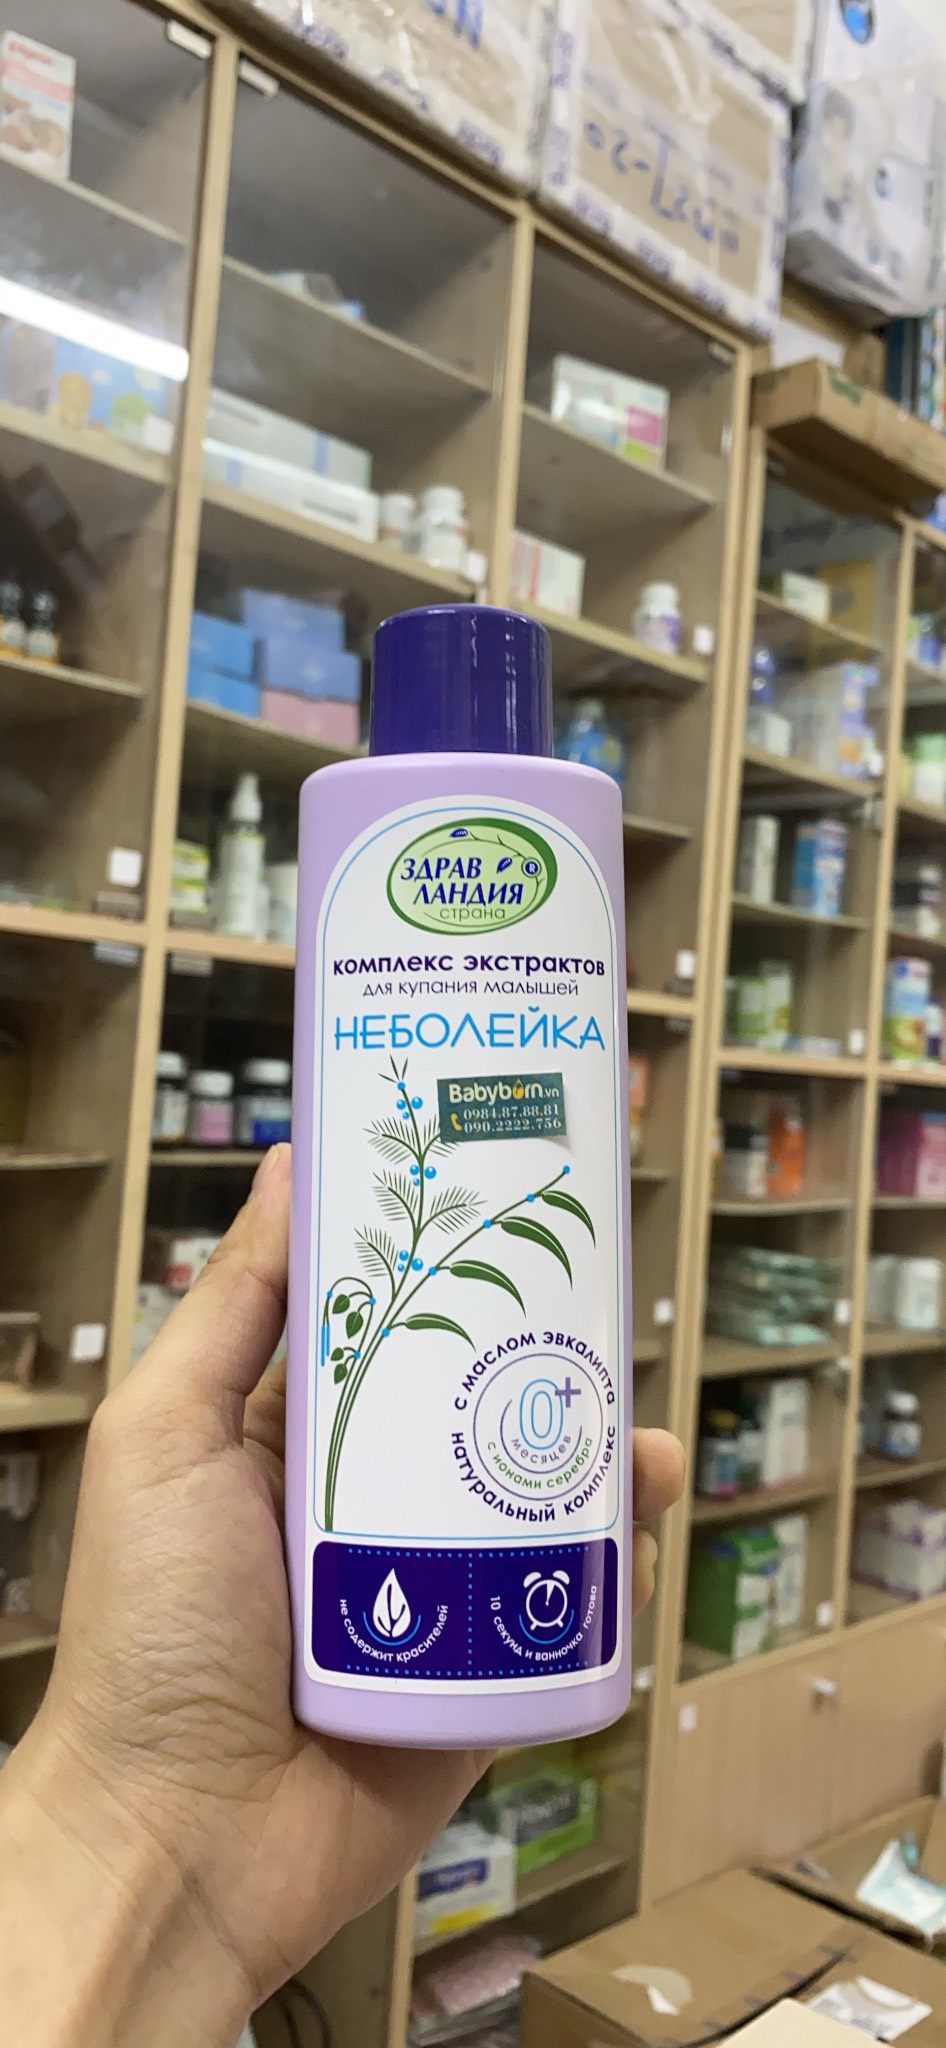 ЗДРАВ
ЛАНДИЯ
®
страна
комплекс экстрактов
для купания малышей
НЕБОЛЕЙКА
Babyborn.vn
0984.87.88.81
090.2222.756
с маслом эвкалипта
0+
месяцев
с ионами серебра
натуральный комплекс
не содержит красителей
10 секунд и ванночка готова